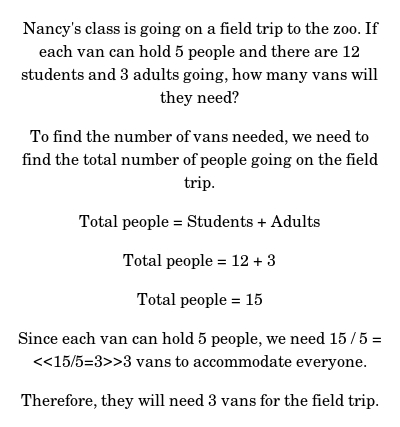 Nancy's class is going on a field trip to the zoo. If
each van can hold 5 people and there are 12
students and 3 adults going, how many vans will
they need?
To find the number of vans needed, we need to
find the total number of people going on the field
trip.
Total people = Students + Adults
Total people = 12 + 3
Total people = 15
Since each van can hold 5 people, we need 15 / 5 =
<<15/5=3>>3 vans to accommodate everyone.
Therefore, they will need 3 vans for the field trip.